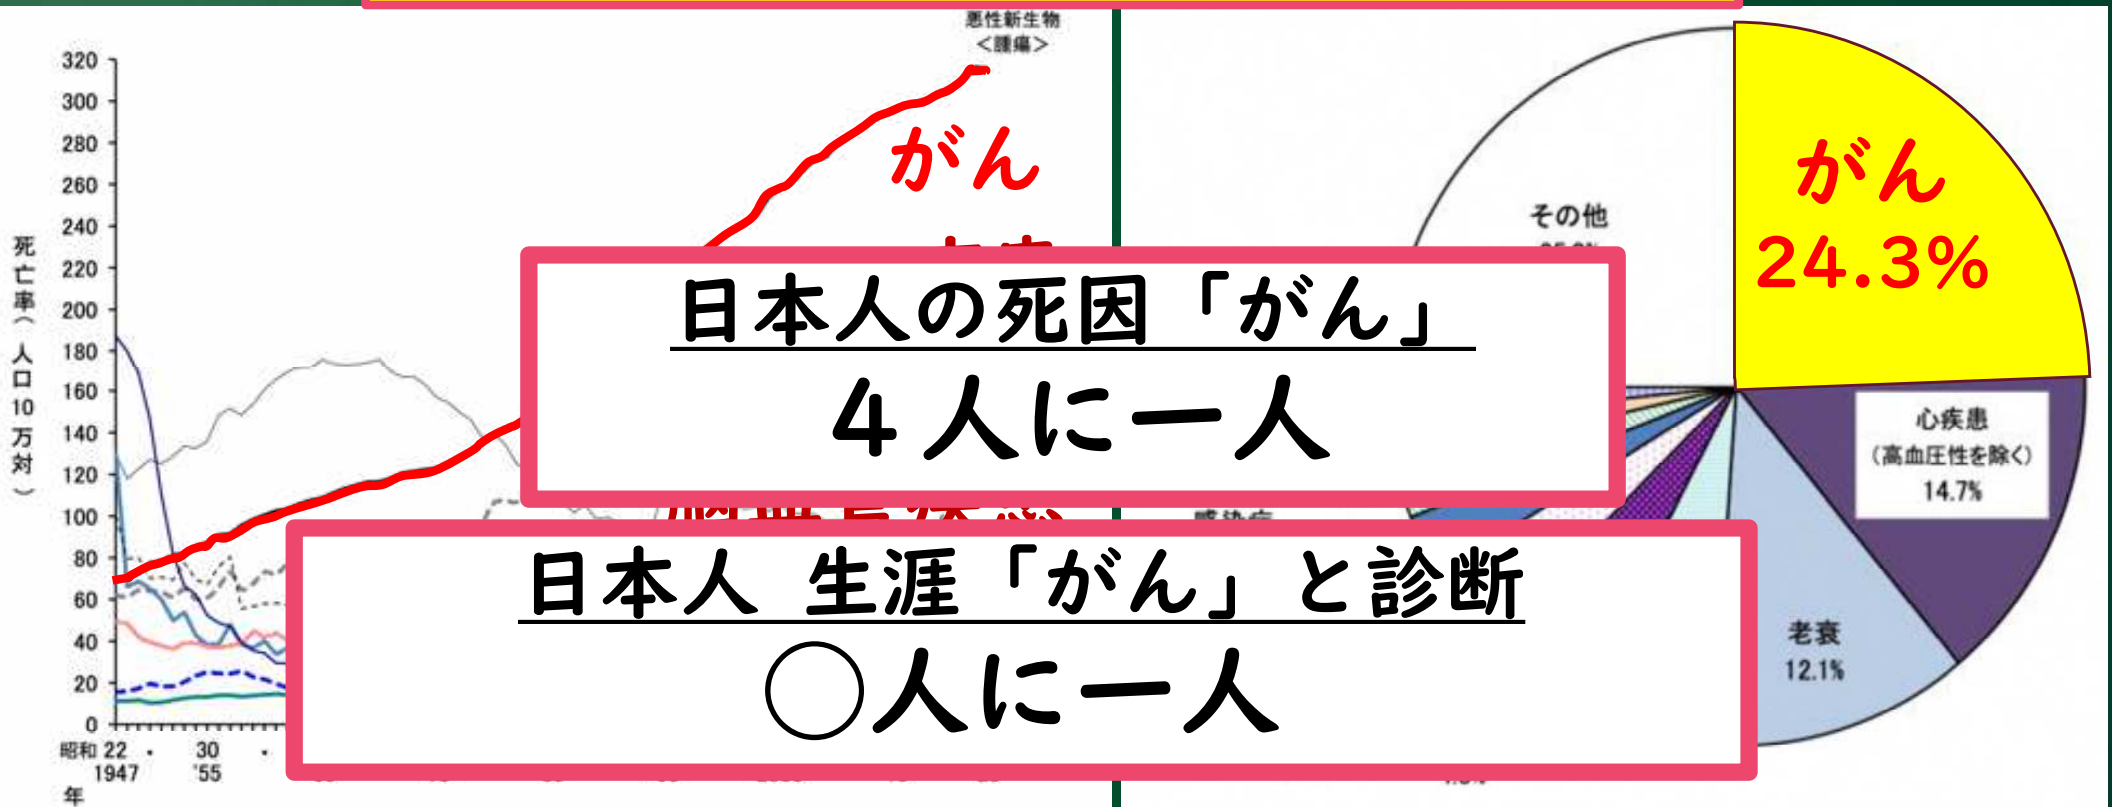 悪性新生物
＜腫瘍＞
320
300
280
260
240
220
200
180
160
140
120
100
80
60
40
20
0
死亡率（人口10万対）
昭和22 ・ 30 ・
1947 '55
年
がん
がん
24.3%
その他
心疾患
（高血圧性を除く）
14.7%
老衰
12.1%
日本人の死因「がん」
４人に一人
日本人 生涯「がん」と診断
○人に一人